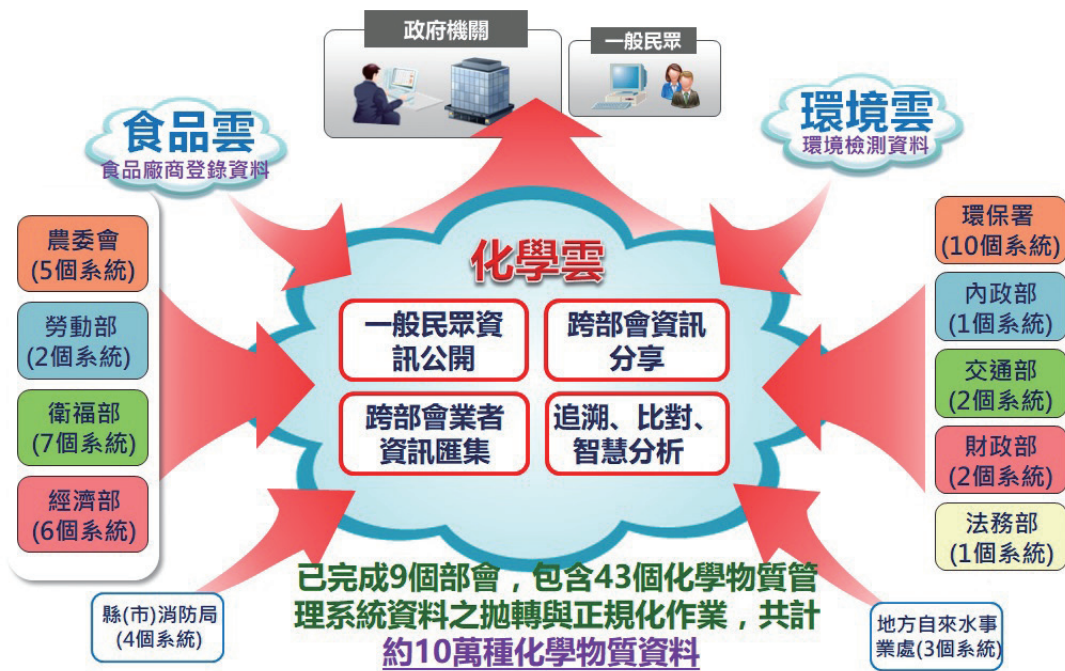 政府機關
一般民眾
食品雲
食品廠商登錄資料
環境雲
環境檢測資料
農委會
(5個系統)
勞動部
(2個系統)
衛福部
(7個系統)
經濟部
(6個系統)
化學雲
一般民眾資
訊公開
跨部會資訊
分享
跨部會業者
資訊匯集
追溯、比對、
智慧分析
環保署
(10個系統)
內政部
(1個系統)
交通部
(2個系統)
財政部
(2個系統)
法務部
(1個系統)
縣(市)消防局
(4個系統)
已完成9個部會，包含43個化學物質管
理系統資料之拋轉與正規化作業，共計
約10萬種化學物質資料
地方自來水事
業處(3個系統)